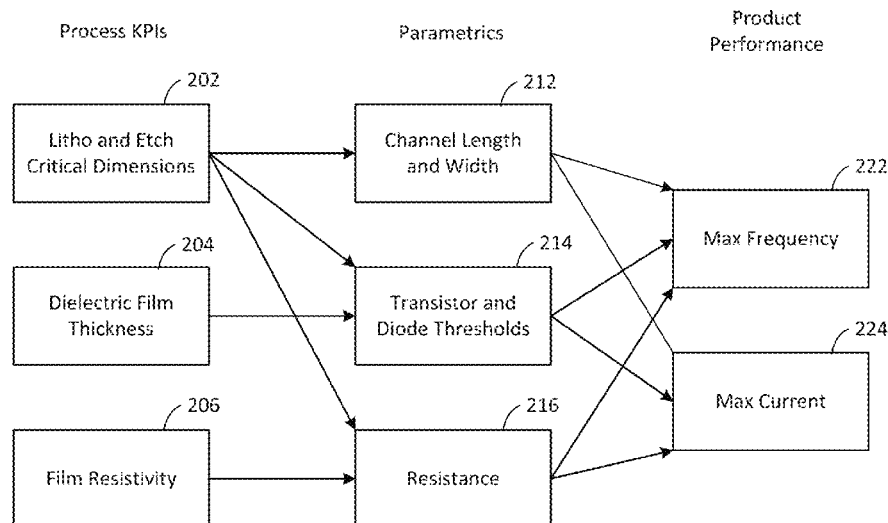 Process KPIs
Parametrics
Product
Performance
202
Litho and Etch
Critical Dimensions
212
Channel Length
and Width
222
Max Frequency
204
Dielectric Film
Thickness
214
Transistor and
Diode Thresholds
224
Max Current
206
Film Resistivity
216
Resistance